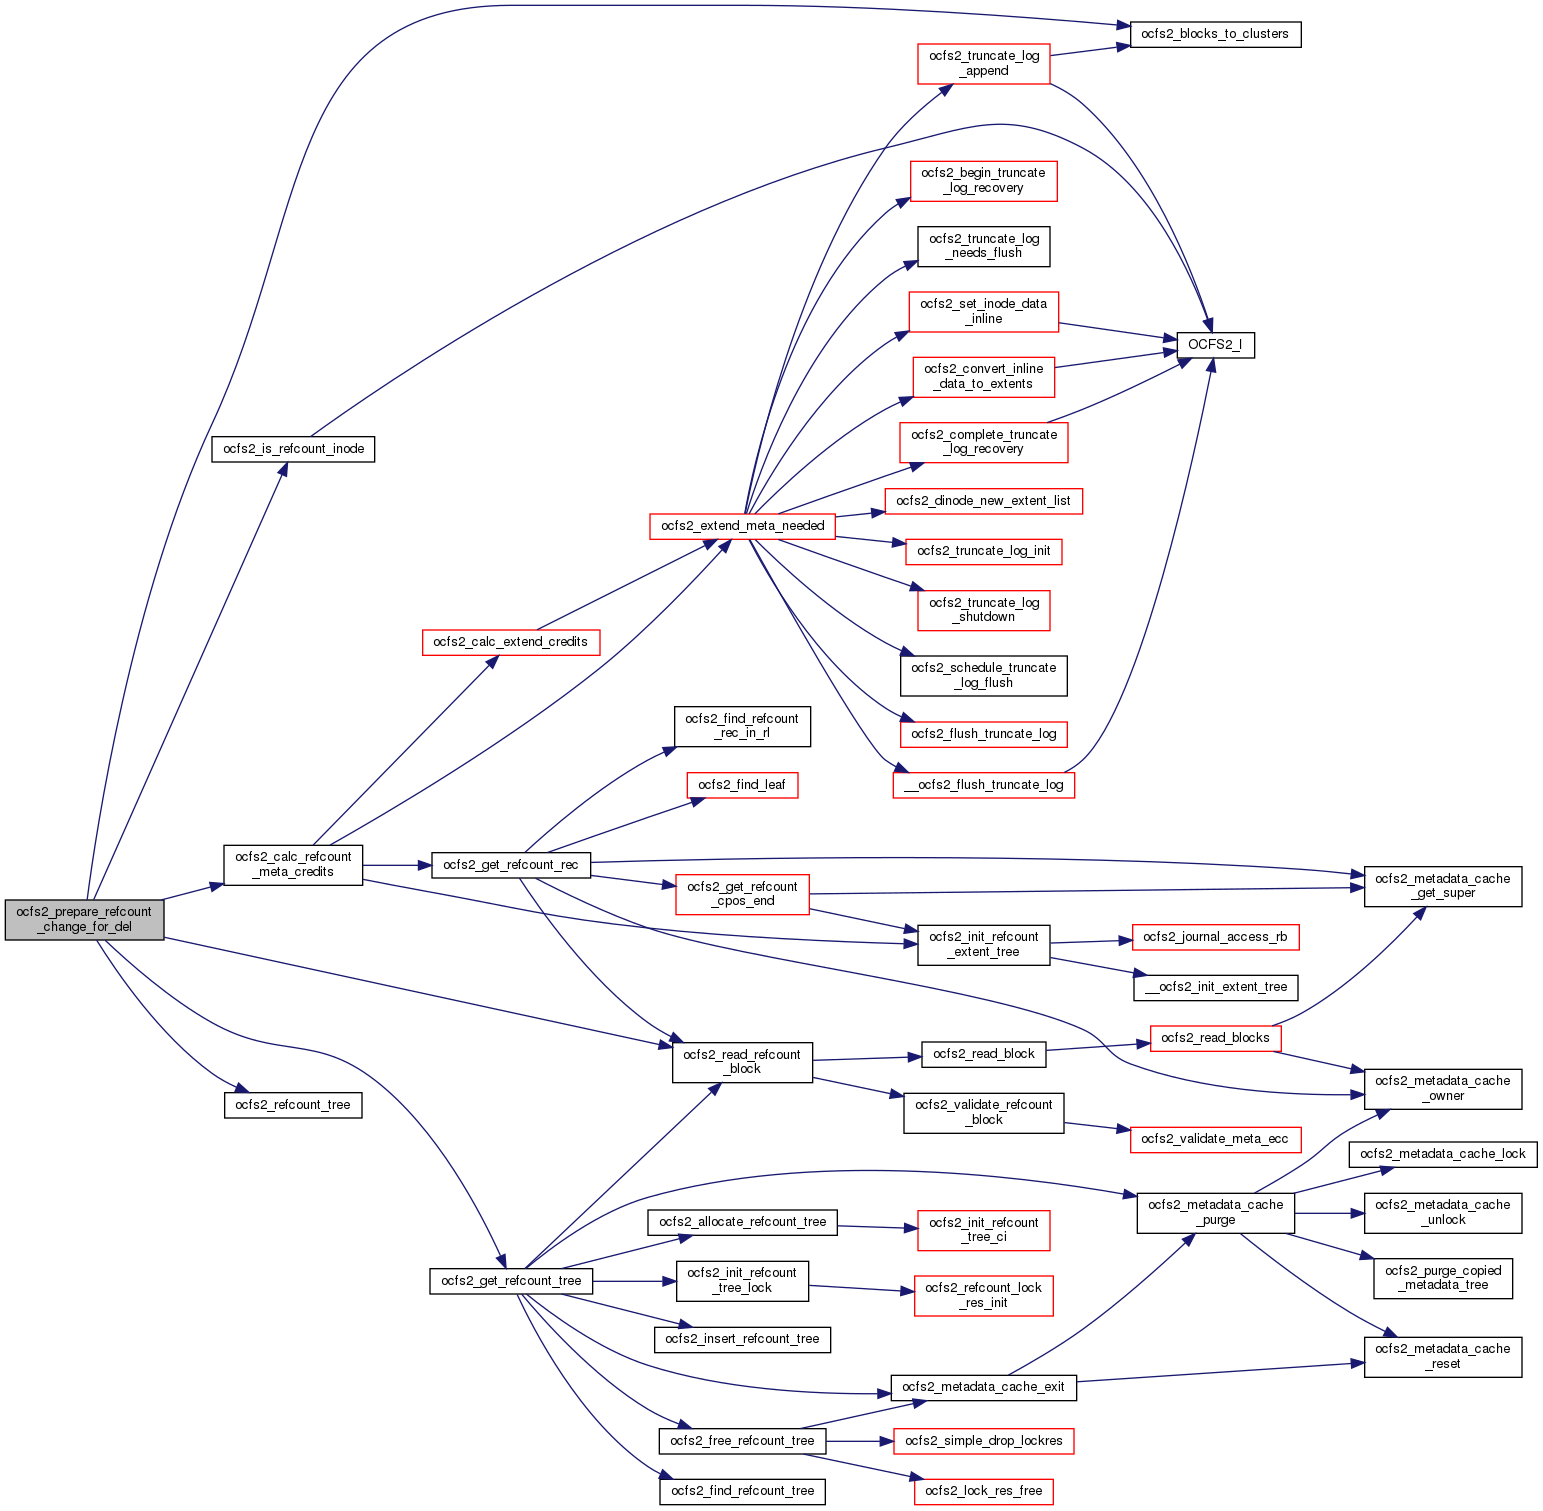 ocfs2_blocks_to_clusters
ocfs2_truncate_log
_append
ocfs2_begin_truncate
_log_recovery
ocfs2_truncate_log
_needs_flush
ocfs2_set_inode_data
_inline
OCFS2_I
ocfs2_convert_inline
_data_to_extents
ocfs2_is_refcount_inode
ocfs2_complete_truncate
_log_recovery
ocfs2_dinode_new_extent_list
ocfs2_extend_meta_needed
ocfs2_truncate_log_init
ocfs2_truncate_log
_shutdown
ocfs2_calc_extend_credits
ocfs2_schedule_truncate
_log_flush
ocfs2_find_refcount
_rec_in_rl
ocfs2_flush_truncate_log
ocfs2_find_leaf
__ocfs2_flush_truncate_log
ocfs2_calc_refcount
_meta_credits
ocfs2_get_refcount_rec
ocfs2_metadata_cache
_get_super
ocfs2_get_refcount
_cpos_end
ocfs2_prepare_refcount
_change_for_del
ocfs2_init_refcount
_extent_tree
ocfs2_journal_access_rb
__ocfs2_init_extent_tree
ocfs2_read_blocks
ocfs2_read_refcount
_block
ocfs2_read_block
ocfs2_metadata_cache
_owner
ocfs2_refcount_tree
ocfs2_validate_refcount
_block
ocfs2_validate_meta_ecc
ocfs2_metadata_cache_lock
ocfs2_metadata_cache
_purge
ocfs2_metadata_cache
_unlock
ocfs2_allocate_refcount_tree
ocfs2_init_refcount
_tree_ci
ocfs2_get_refcount_tree
ocfs2_init_refcount
_tree_lock
ocfs2_purge_copied
_metadata_tree
ocfs2_refcount_lock
_res_init
ocfs2_insert_refcount_tree
ocfs2_metadata_cache
_reset
ocfs2_metadata_cache_exit
ocfs2_free_refcount_tree
ocfs2_simple_drop_lockres
ocfs2_find_refcount_tree
ocfs2_lock_res_free